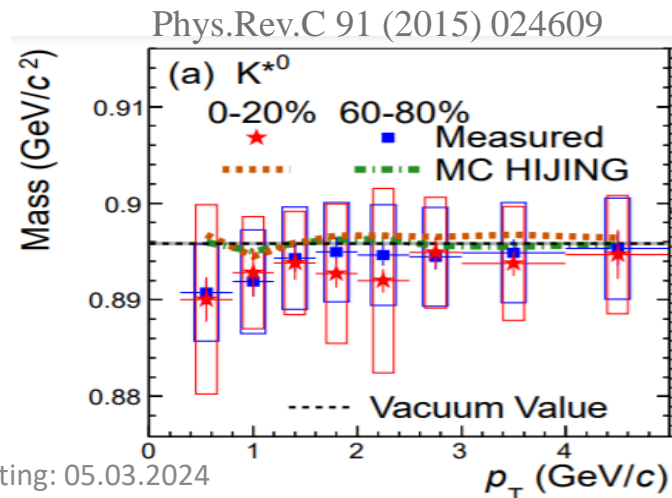 Phys.Rev.C 91 (2015) 024609
(a) K*⁰
0-20% 60-80%
Measured
MC HIJING
Mass (GeV/c²)
0.91
0.9
0.89
0.88
Vacuum Value
0 1 2 3 4
p_T (GeV/c)
ting: 05.03.2024